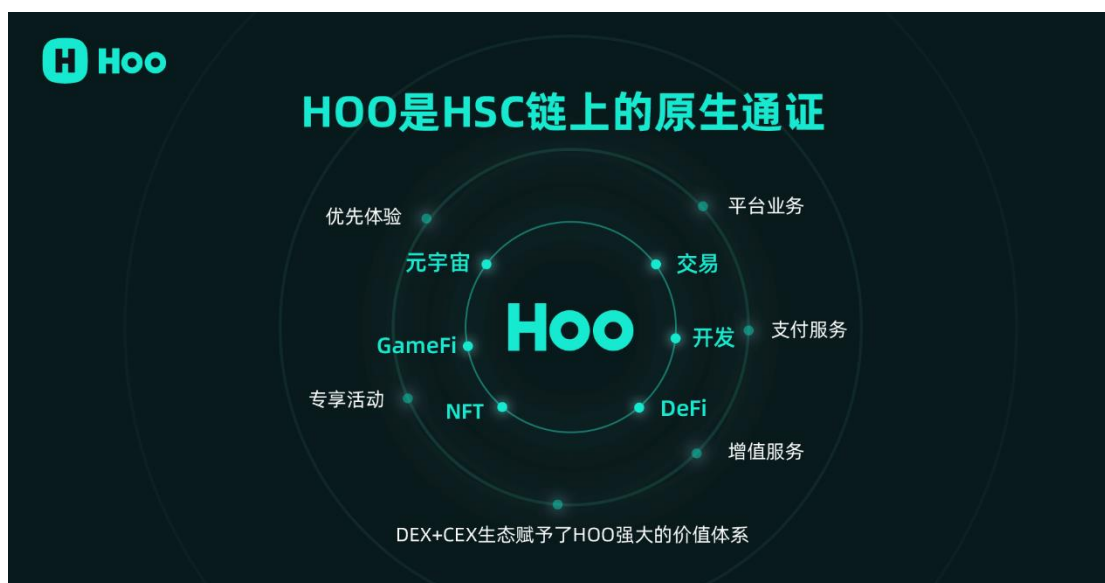 Hoo
HOO是HSC链上的原生通证
优先体验
平台业务
元宇宙
交易
Hoo
开发
支付服务
GameFi
专享活动
NFT
DeFi
增值服务
DEX+CEX生态赋予了HOO强大的价值体系